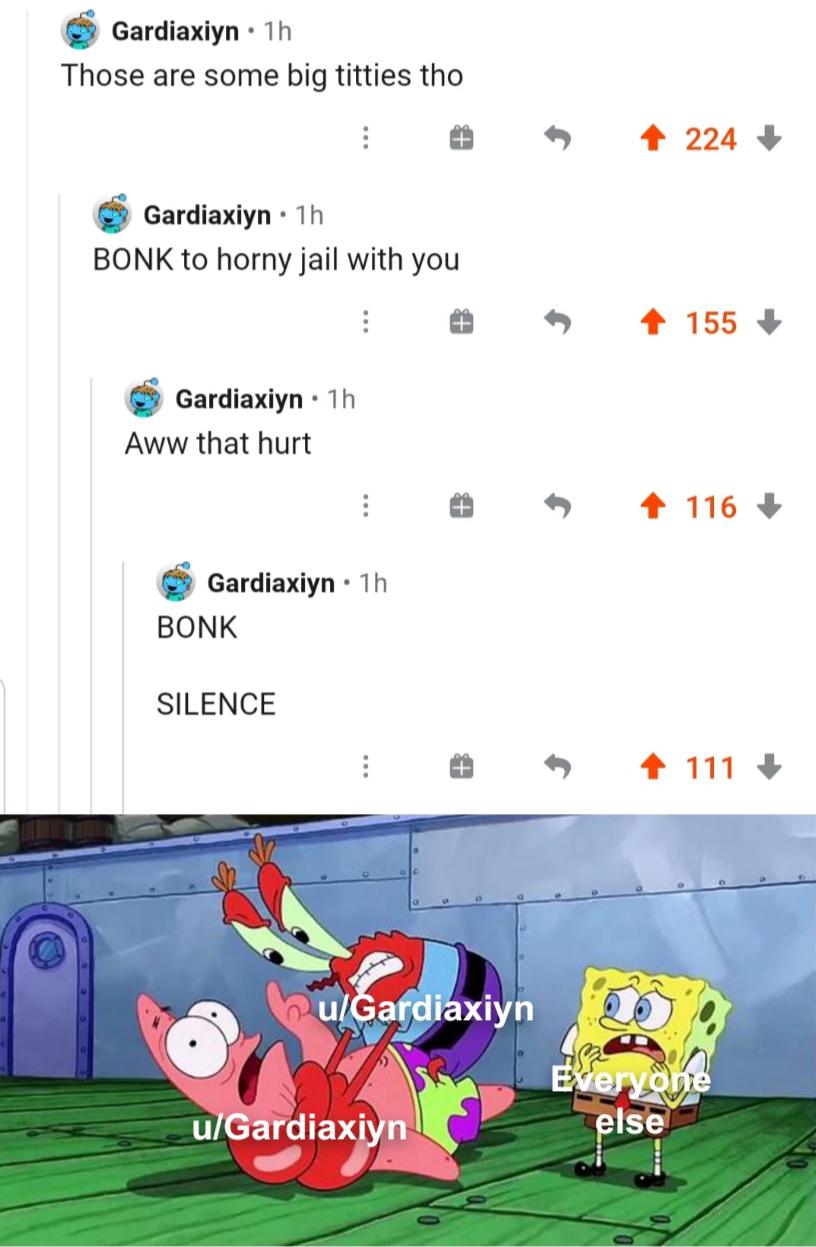 Gardiaxiyn • 1h
Those are some big titties tho
224
Gardiaxiyn • 1h
BONK to horny jail with you
155
Gardiaxiyn • 1h
Aww that hurt
116
Gardiaxiyn • 1h
BONK
SILENCE
111
u/Gardiaxiyn
Everyone
else
u/Gardiaxiyn